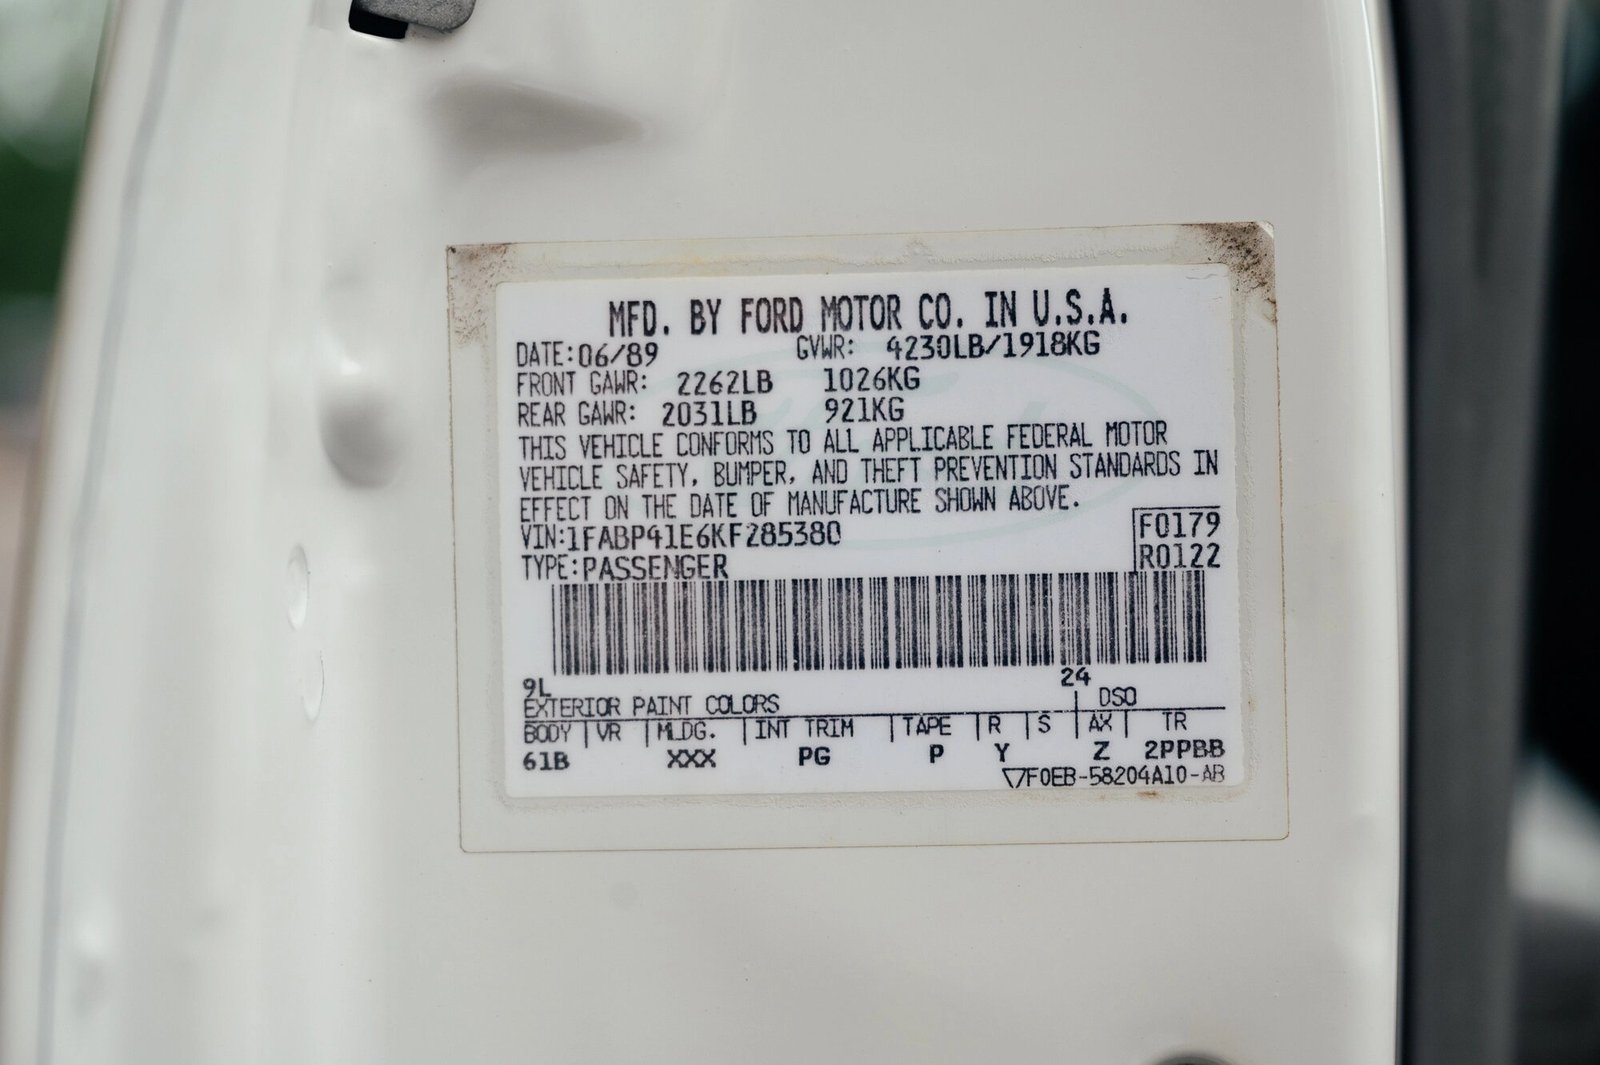 MFD. BY FORD MOTOR CO. IN U.S.A.
DATE:06/89 GVWR: 4230LB/1918KG
FRONT GAWR: 2262LB 1026KG
REAR GAWR: 2031LB 921KG
THIS VEHICLE CONFORMS TO ALL APPLICABLE FEDERAL MOTOR
VEHICLE SAFETY, BUMPER, AND THEFT PREVENTION STANDARDS IN
EFFECT ON THE DATE OF MANUFACTURE SHOWN ABOVE.
VIN:1FABP41E6KF285380 F0179
TYPE:PASSENGER R0122
9L 24
EXTERIOR PAINT COLORS DSO
BODY VR MLDG. INT TRIM TAPE R S AX TR
61B XXX PG P Y Z 2PPBB
▽F0EB-58204A10-AB